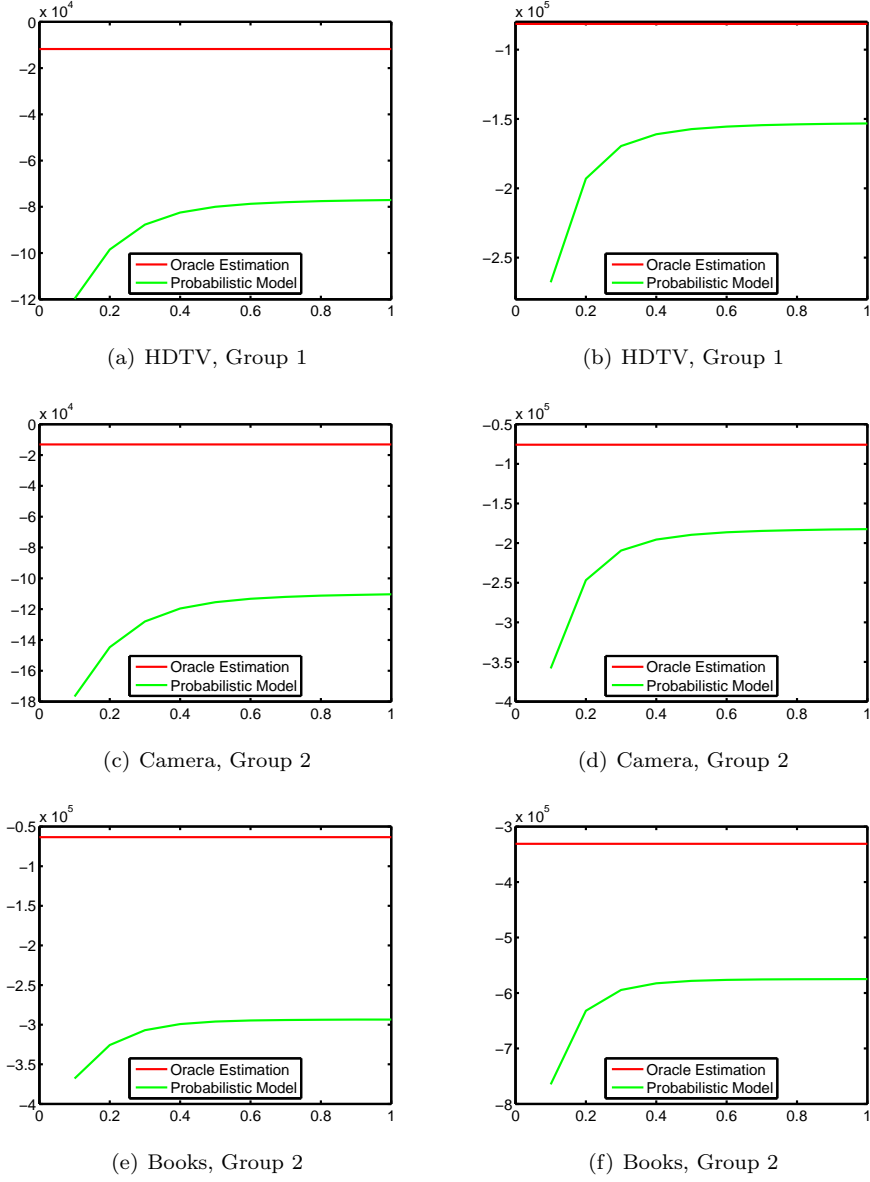 x 10^4
0
−2
−4
−6
−8
−10
−12
0 0.2 0.4 0.6 0.8 1
Oracle Estimation
Probabilistic Model
(a) HDTV, Group 1
x 10^5
−1
−1.5
−2
−2.5
0 0.2 0.4 0.6 0.8 1
Oracle Estimation
Probabilistic Model
(b) HDTV, Group 1
x 10^4
0
−2
−4
−6
−8
−10
−12
−14
−16
−18
0 0.2 0.4 0.6 0.8 1
Oracle Estimation
Probabilistic Model
(c) Camera, Group 2
x 10^5
−0.5
−1
−1.5
−2
−2.5
−3
−3.5
−4
0 0.2 0.4 0.6 0.8 1
Oracle Estimation
Probabilistic Model
(d) Camera, Group 2
x 10^5
−0.5
−1
−1.5
−2
−2.5
−3
−3.5
−4
0 0.2 0.4 0.6 0.8 1
Oracle Estimation
Probabilistic Model
(e) Books, Group 2
x 10^5
−3
−4
−5
−6
−7
−8
0 0.2 0.4 0.6 0.8 1
Oracle Estimation
Probabilistic Model
(f) Books, Group 2